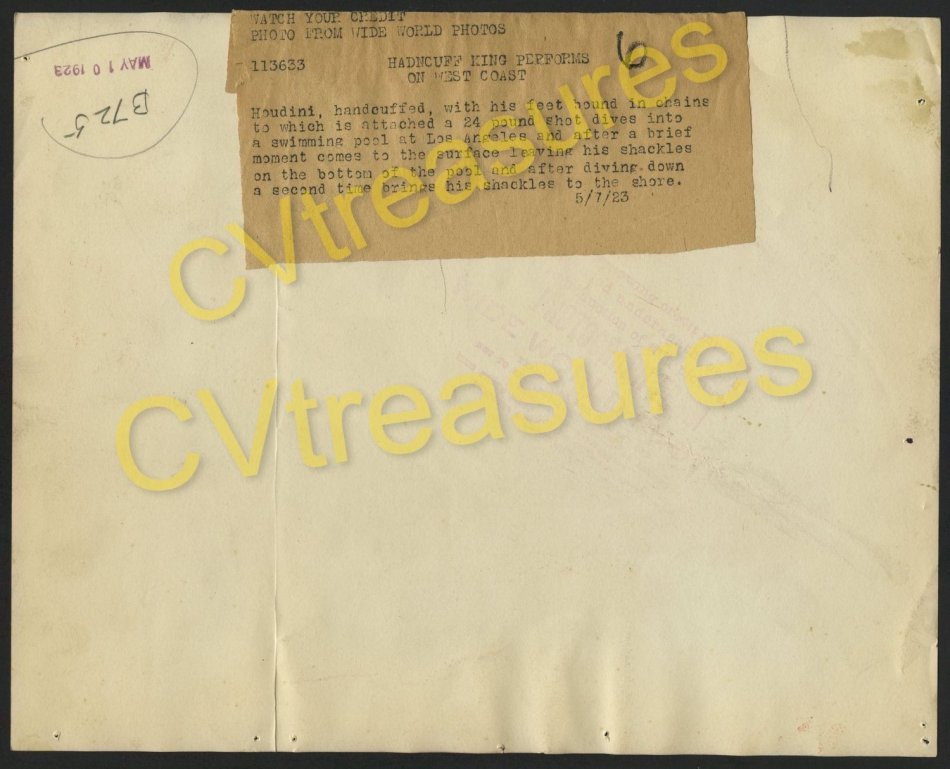 WATCH YOUR CREDIT
PHOTO FROM WIDE WORLD PHOTOS
6
113633 HADNCUFF KING PERFORMS
ON WEST COAST
Houdini, handcuffed, with his feet bound in chains
to which is attached a 24 pound shot dives into
a swimming pool at Los Angeles and after a brief
moment comes to the surface leaving his shackles
on the bottom of the pool and after diving down
a second time brings his shackles to the shore.
5/7/23
MAY 10 1923
B725
CVtreasures
CVtreasures